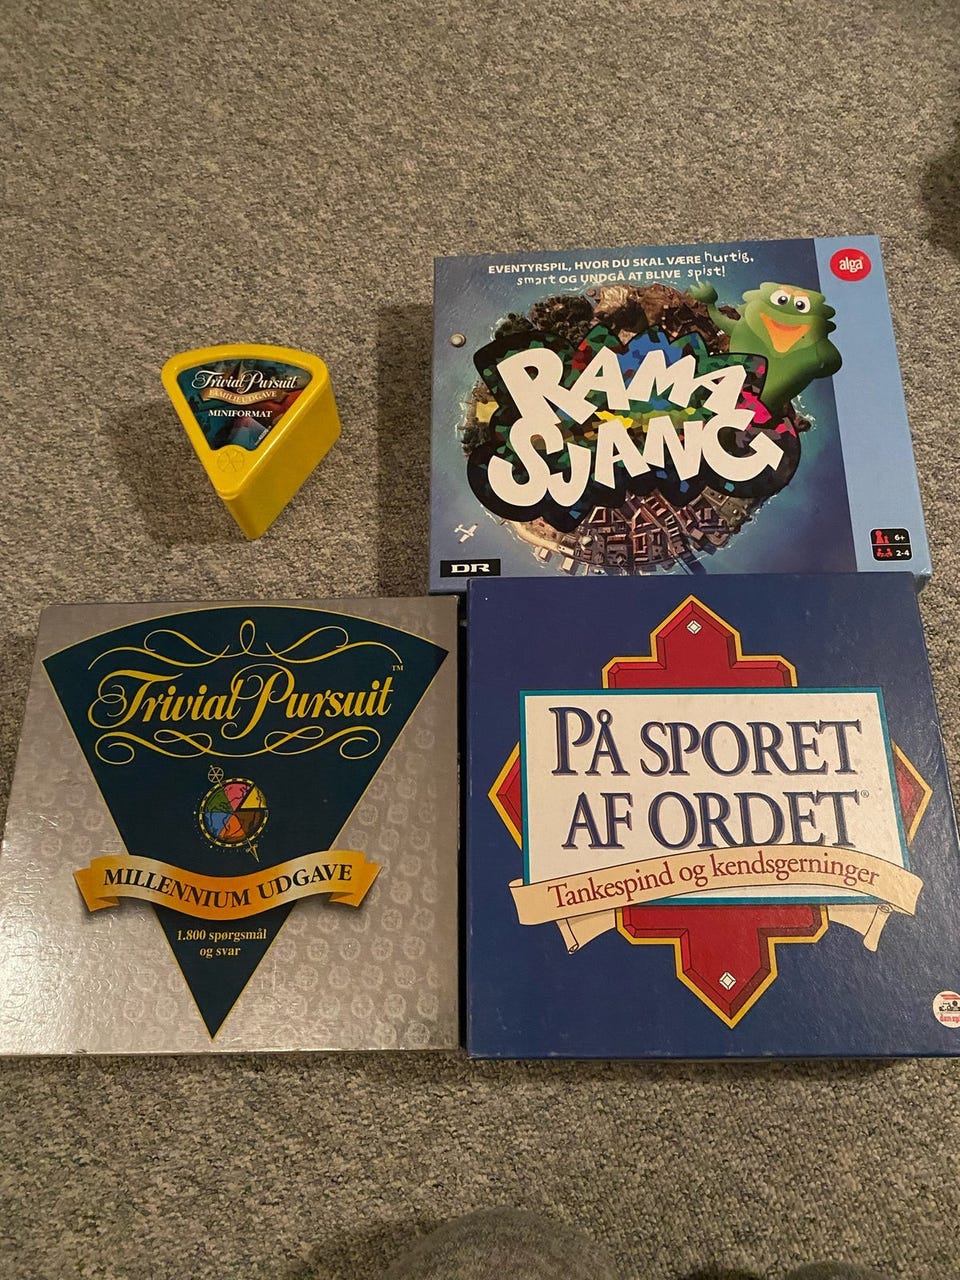 EVENTYRSPIL, HVOR DU SKAL VÆRE hurtig,
smart OG UNDGÅ AT BLIVE spist!
alga
RAMA
SJANG
6+
2-4
DR
Trivial Pursuit
FAMILIEUDGAVE
MINIFORMAT
Trivial Pursuit™
MILLENNIUM UDGAVE
1.800 spørgsmål
og svar
PÅ SPORET
AF ORDET®
Tankespind og kendsgerninger